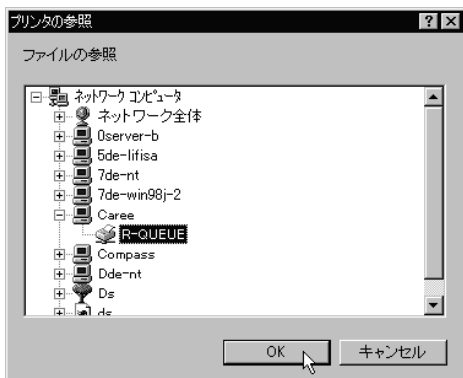 プリンタの参照
ファイルの参照
ネットワーク コンピュータ
ネットワーク全体
0server-b
5de-lifisa
7de-nt
7de-win98j-2
Caree
R-QUEUE
Compass
Dde-nt
Ds
ds
OK
キャンセル